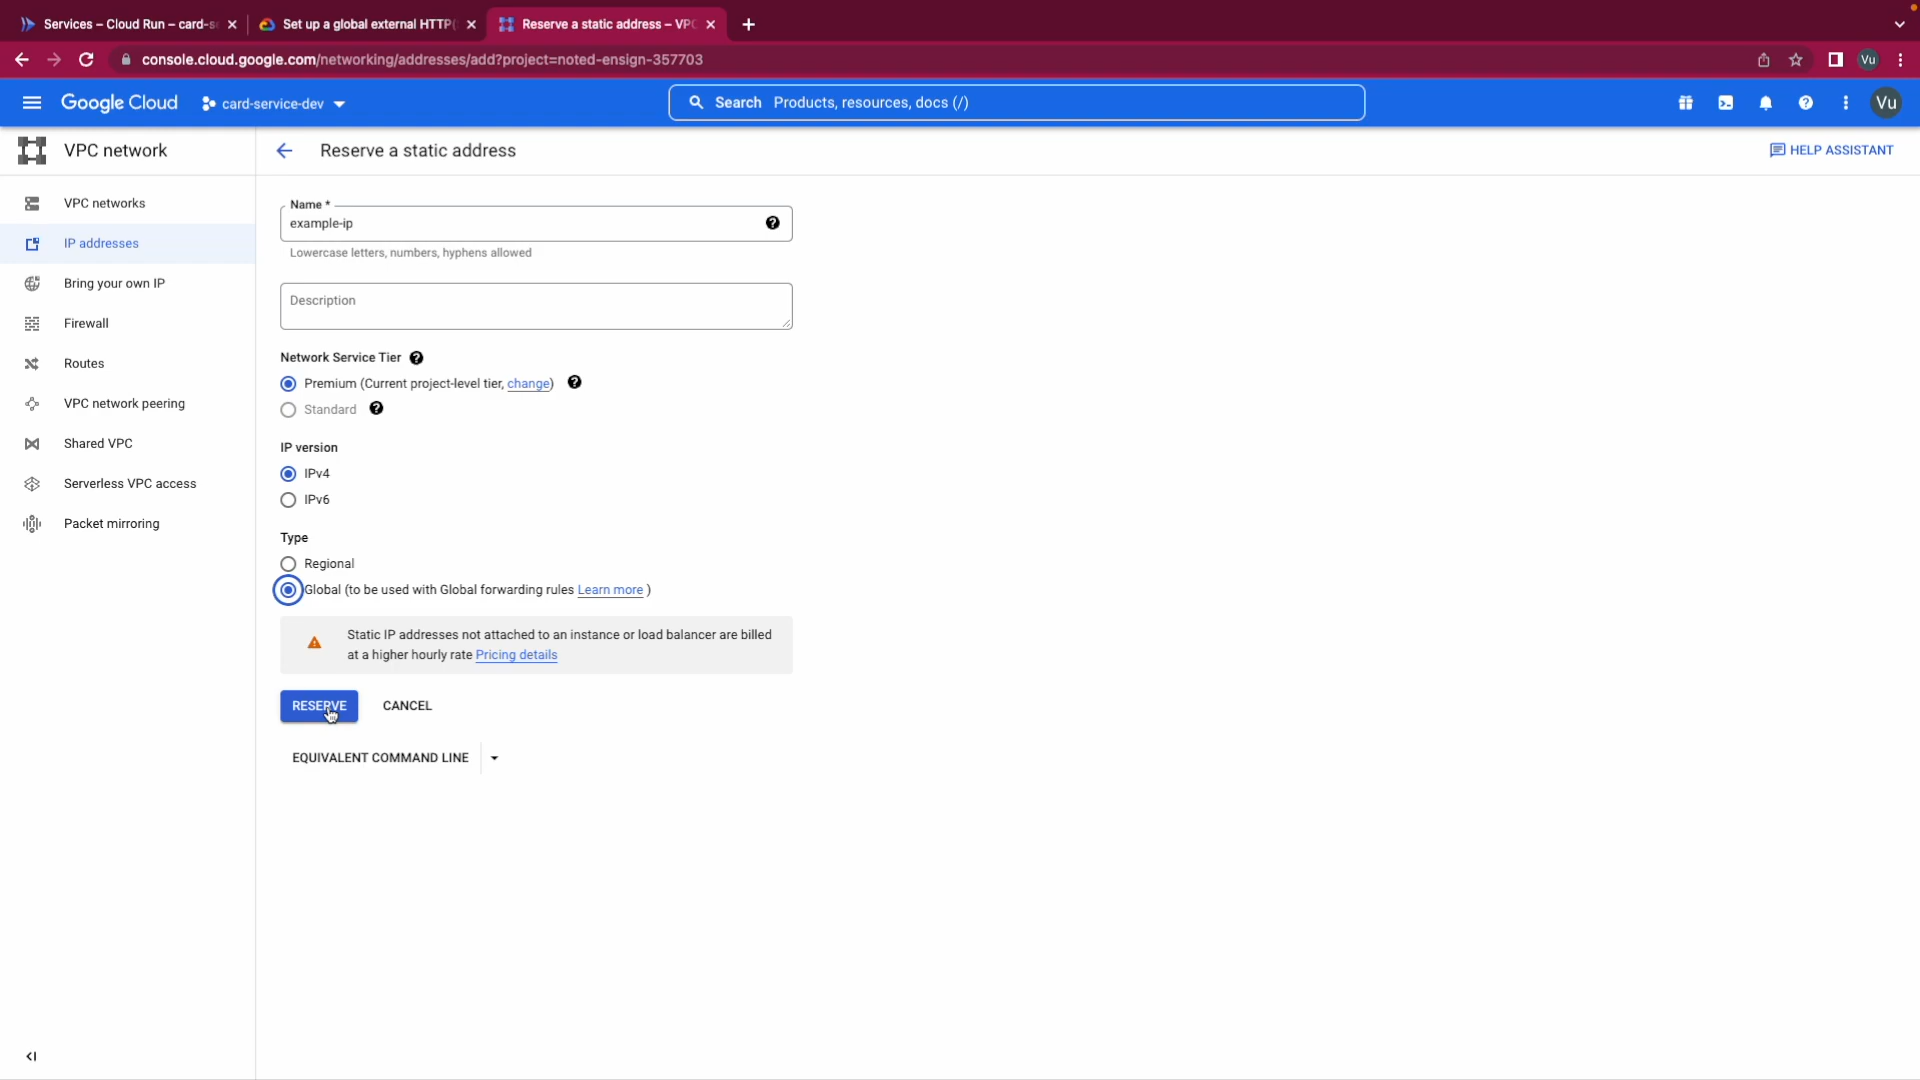 Services – Cloud Run – card-s
Set up a global external HTTP(
Reserve a static address – VPC
console.cloud.google.com/networking/addresses/add?project=noted-ensign-357703
Vu
Google Cloud
card-service-dev
Search Products, resources, docs (/)
Vu
VPC network
Reserve a static address
HELP ASSISTANT
VPC networks
IP addresses
Bring your own IP
Firewall
Routes
VPC network peering
Shared VPC
Serverless VPC access
Packet mirroring
Name *
example-ip
Lowercase letters, numbers, hyphens allowed
Description
Network Service Tier
Premium (Current project-level tier, change)
Standard
IP version
IPv4
IPv6
Type
Regional
Global (to be used with Global forwarding rules Learn more )
Static IP addresses not attached to an instance or load balancer are billed
at a higher hourly rate Pricing details
RESERVE
CANCEL
EQUIVALENT COMMAND LINE